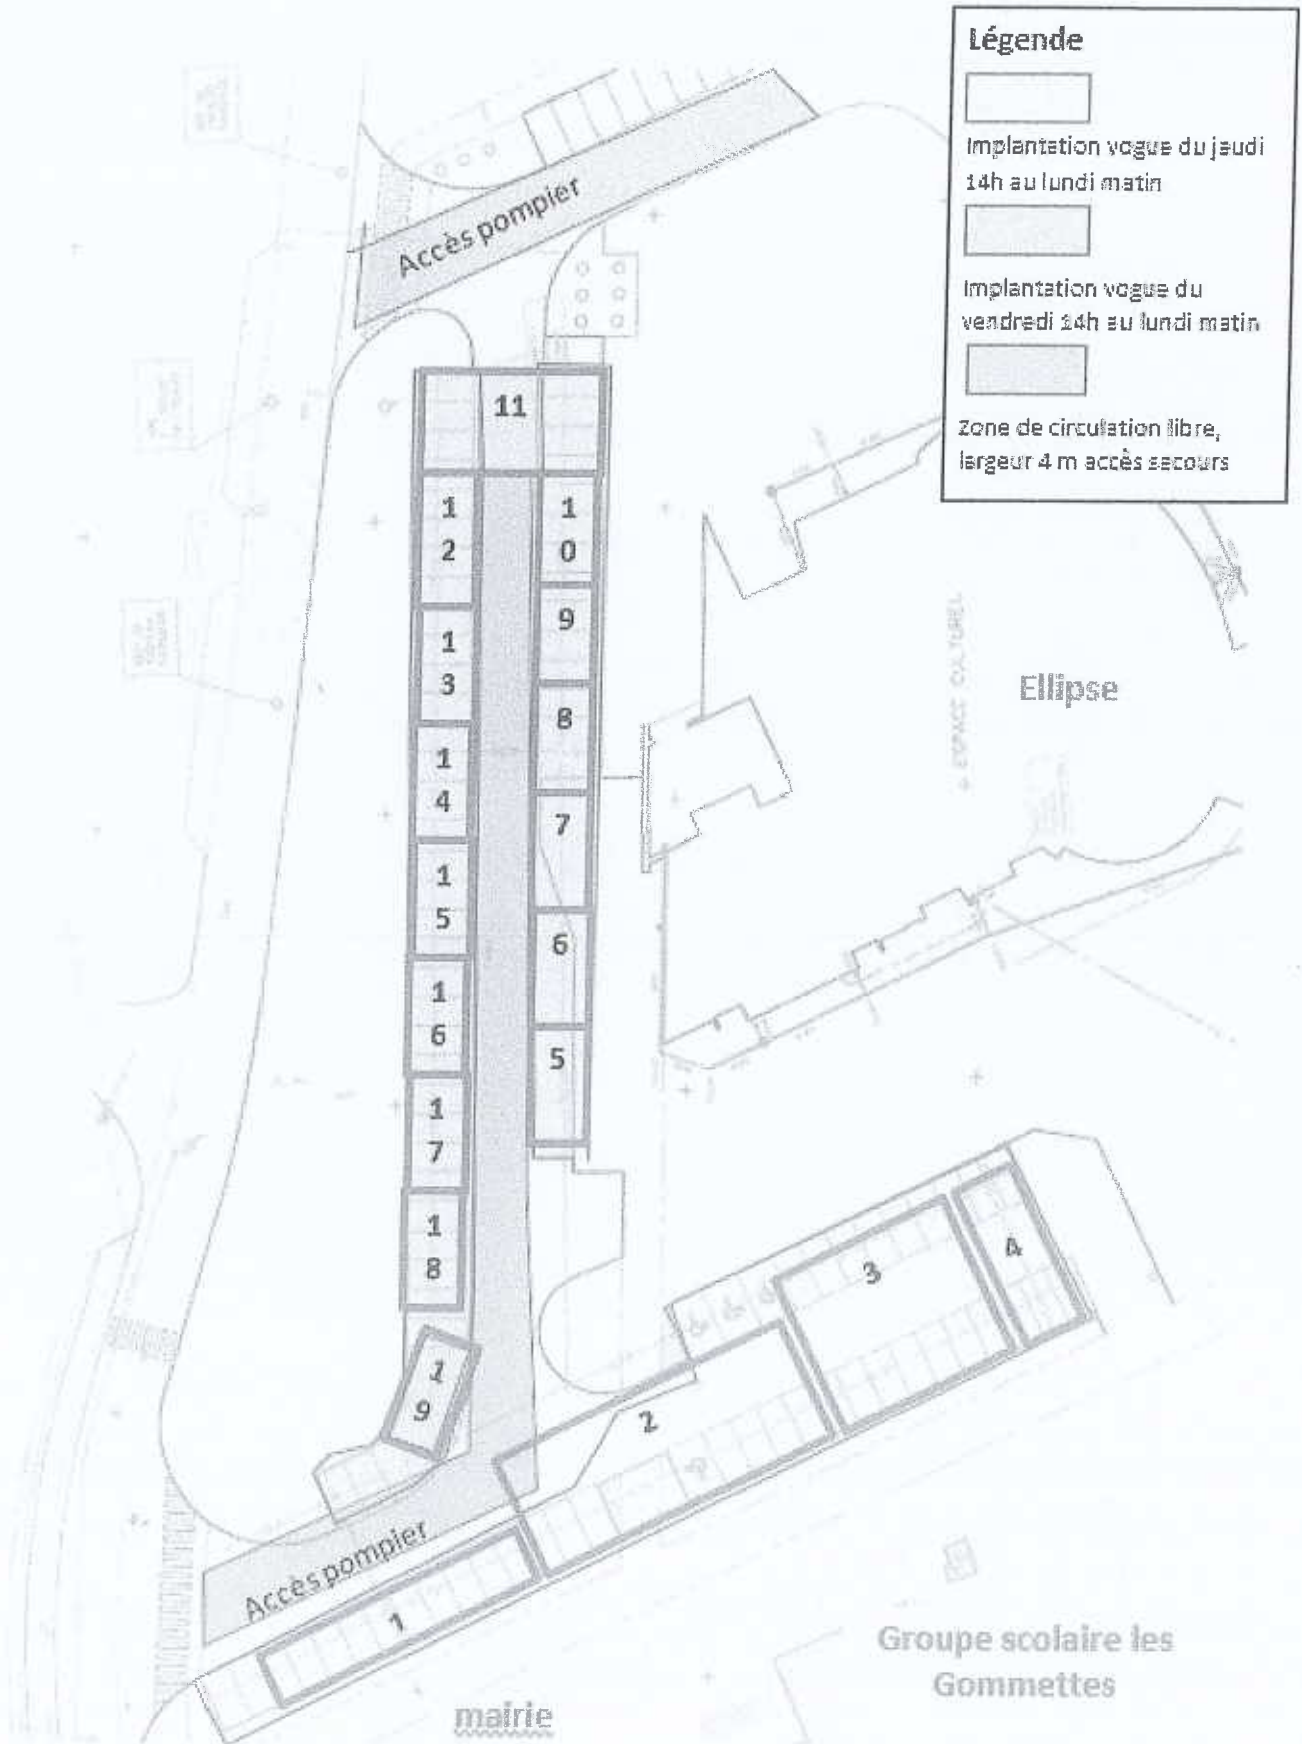 Légende
Implantation vogue du jeudi
14h au lundi matin
Implantation vogue du
vendredi 14h au lundi matin
Zone de circulation libre,
largeur 4 m accès secours
Accès pompier
11
1
2
1
0
1
3
9
8
1
4
7
1
5
6
1
6
5
1
7
1
8
1
9
4
3
2
1
Accès pompier
ESPACE CULTUREL
Ellipse
Groupe scolaire les
Gommettes
mairie